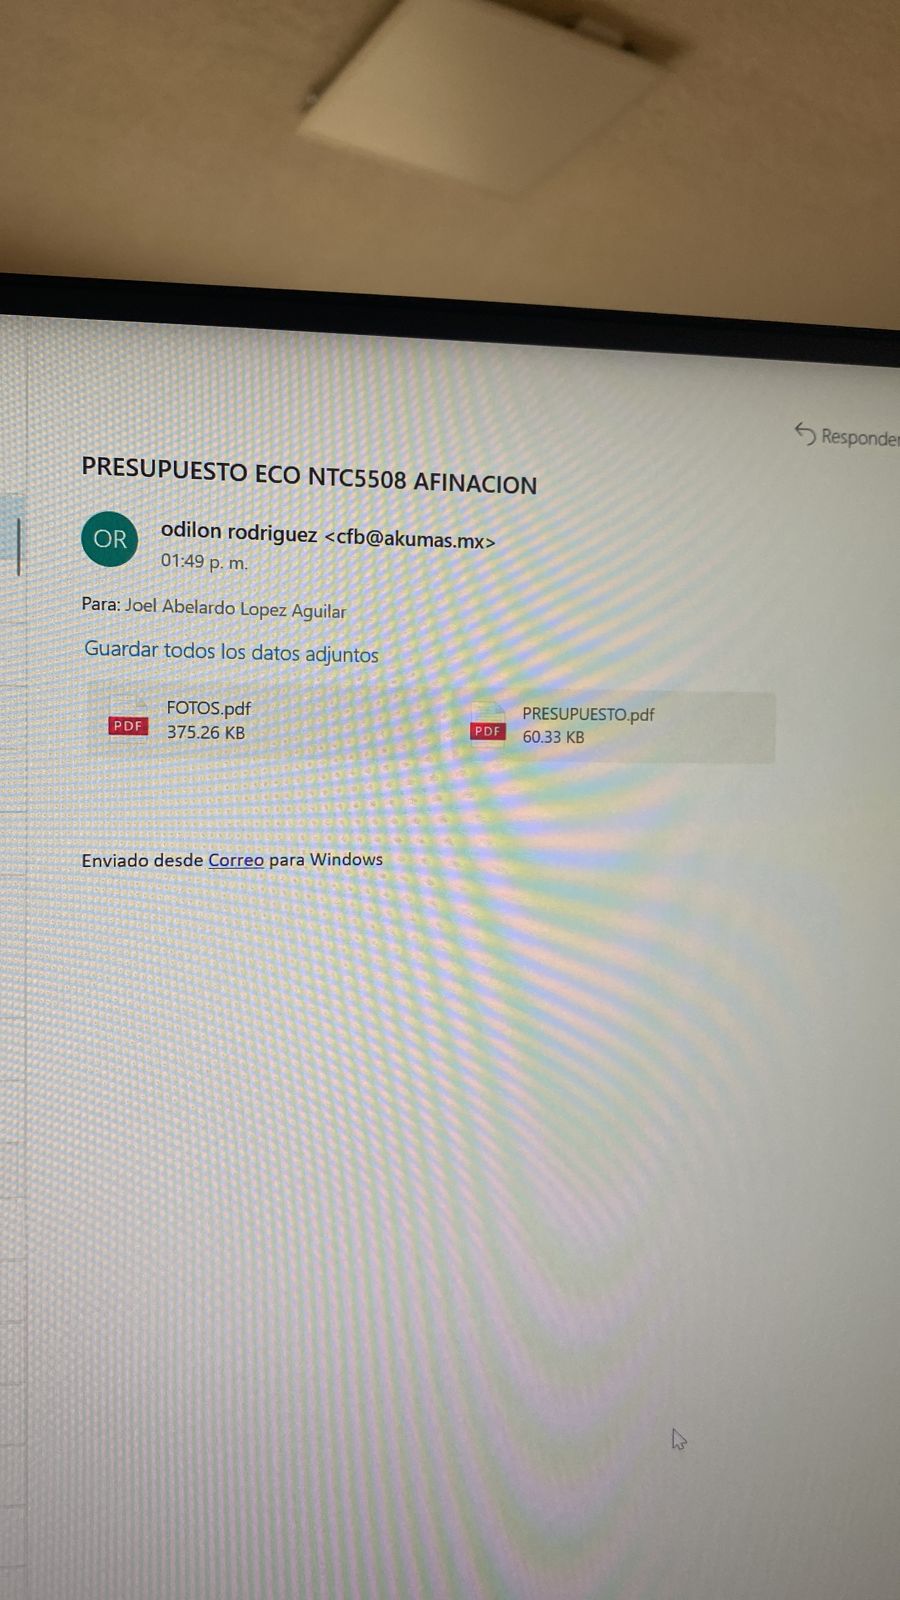 Responder
PRESUPUESTO ECO NTC5508 AFINACION
OR
odilon rodriguez <cfb@akumas.mx>
01:49 p. m.
Para: Joel Abelardo Lopez Aguilar
Guardar todos los datos adjuntos
PDF
FOTOS.pdf
375.26 KB
PDF
PRESUPUESTO.pdf
60.33 KB
Enviado desde Correo para Windows